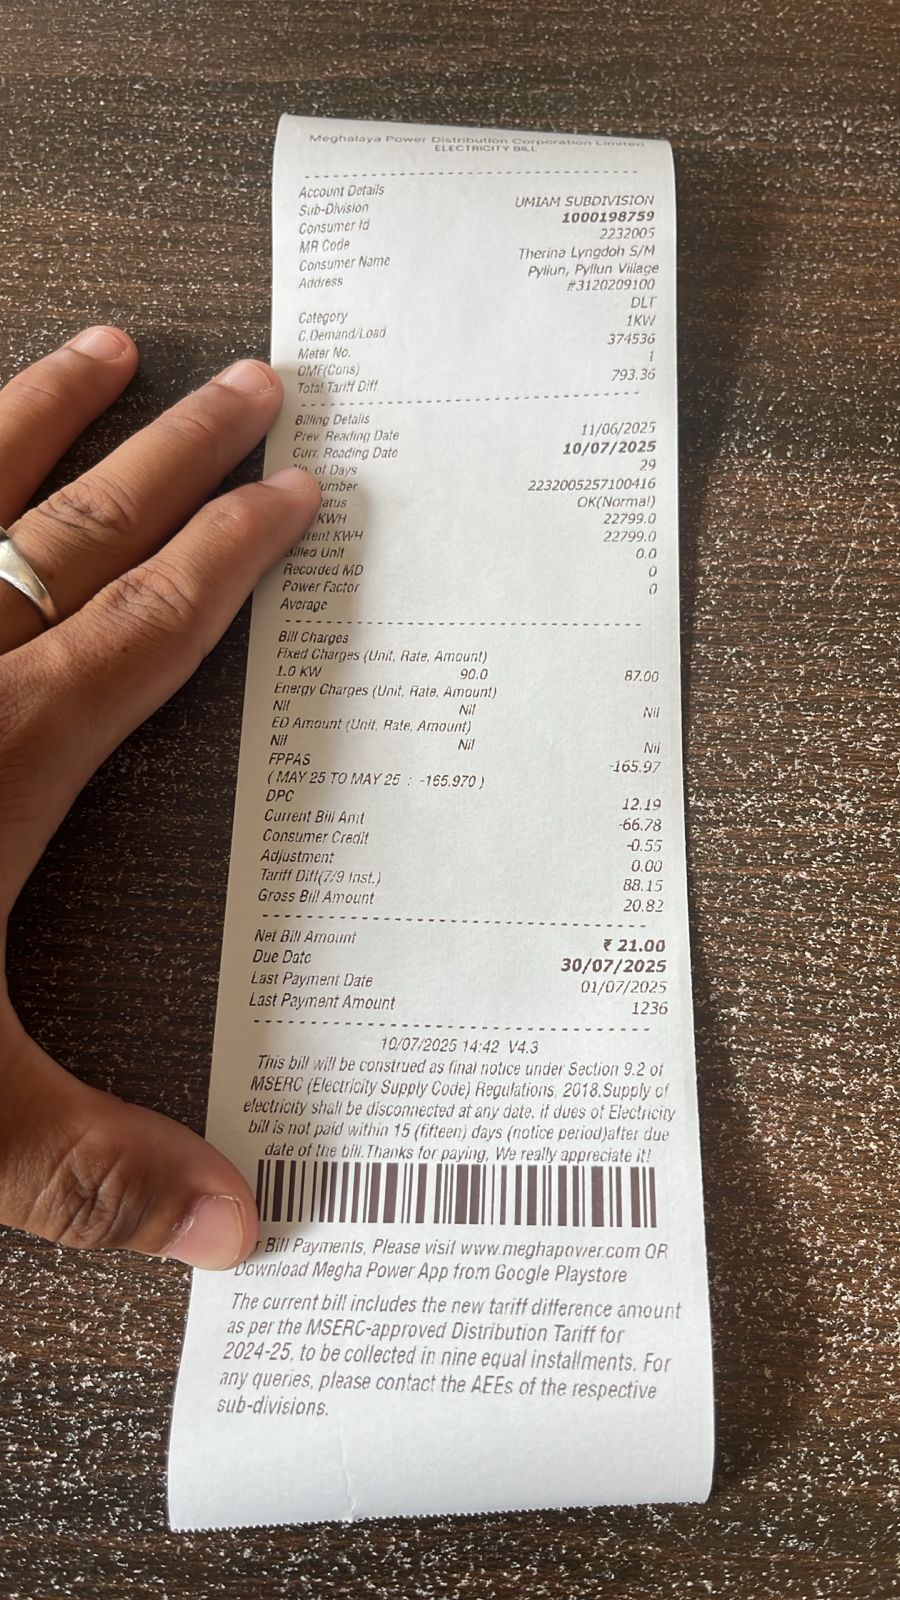 Meghalaya Power Distribution Corporation Limited
ELECTRICITY BILL
Account Details
Sub-Division UMIAM SUBDIVISION
Consumer Id 1000198759
MR Code 2232005
Consumer Name Therina Lyngdoh S/M
Address Pyllun, Pyllun Village
#3120209100
Category DLT
C.Demand/Load 1KW
Meter No. 374536
OMF(Cons) 1
Total Tariff Diff 793.36
Billing Details
Prev. Reading Date 11/06/2025
Curr. Reading Date 10/07/2025
No. of Days 29
umber 2232005257100416
atus OK(Normal)
KWH 22799.0
rent KWH 22799.0
Billed Unit 0.0
Recorded MD 0
Power Factor 0
Average
Bill Charges
Fixed Charges (Unit, Rate, Amount)
1.0 KW 90.0 87.00
Energy Charges (Unit, Rate, Amount)
Nil Nil Nil
ED Amount (Unit, Rate, Amount)
Nil Nil Nil
FPPAS -165.97
( MAY 25 TO MAY 25 : -165.970 )
DPC 12.19
Current Bill Amt -66.78
Consumer Credit -0.55
Adjustment 0.00
Tariff Diff(7/9 Inst.) 88.15
Gross Bill Amount 20.82
Net Bill Amount ₹ 21.00
Due Date 30/07/2025
Last Payment Date 01/07/2025
Last Payment Amount 1236
10/07/2025 14:42 V4.3
This bill will be construed as final notice under Section 9.2 of
MSERC (Electricity Supply Code) Regulations, 2018.Supply of
electricity shall be disconnected at any date, if dues of Electricity
bill is not paid within 15 (fifteen) days (notice period)after due
date of the bill.Thanks for paying, We really appreciate it!
r Bill Payments, Please visit www.meghapower.com OR
Download Megha Power App from Google Playstore
The current bill includes the new tariff difference amount
as per the MSERC-approved Distribution Tariff for
2024-25, to be collected in nine equal installments. For
any queries, please contact the AEEs of the respective
sub-divisions.